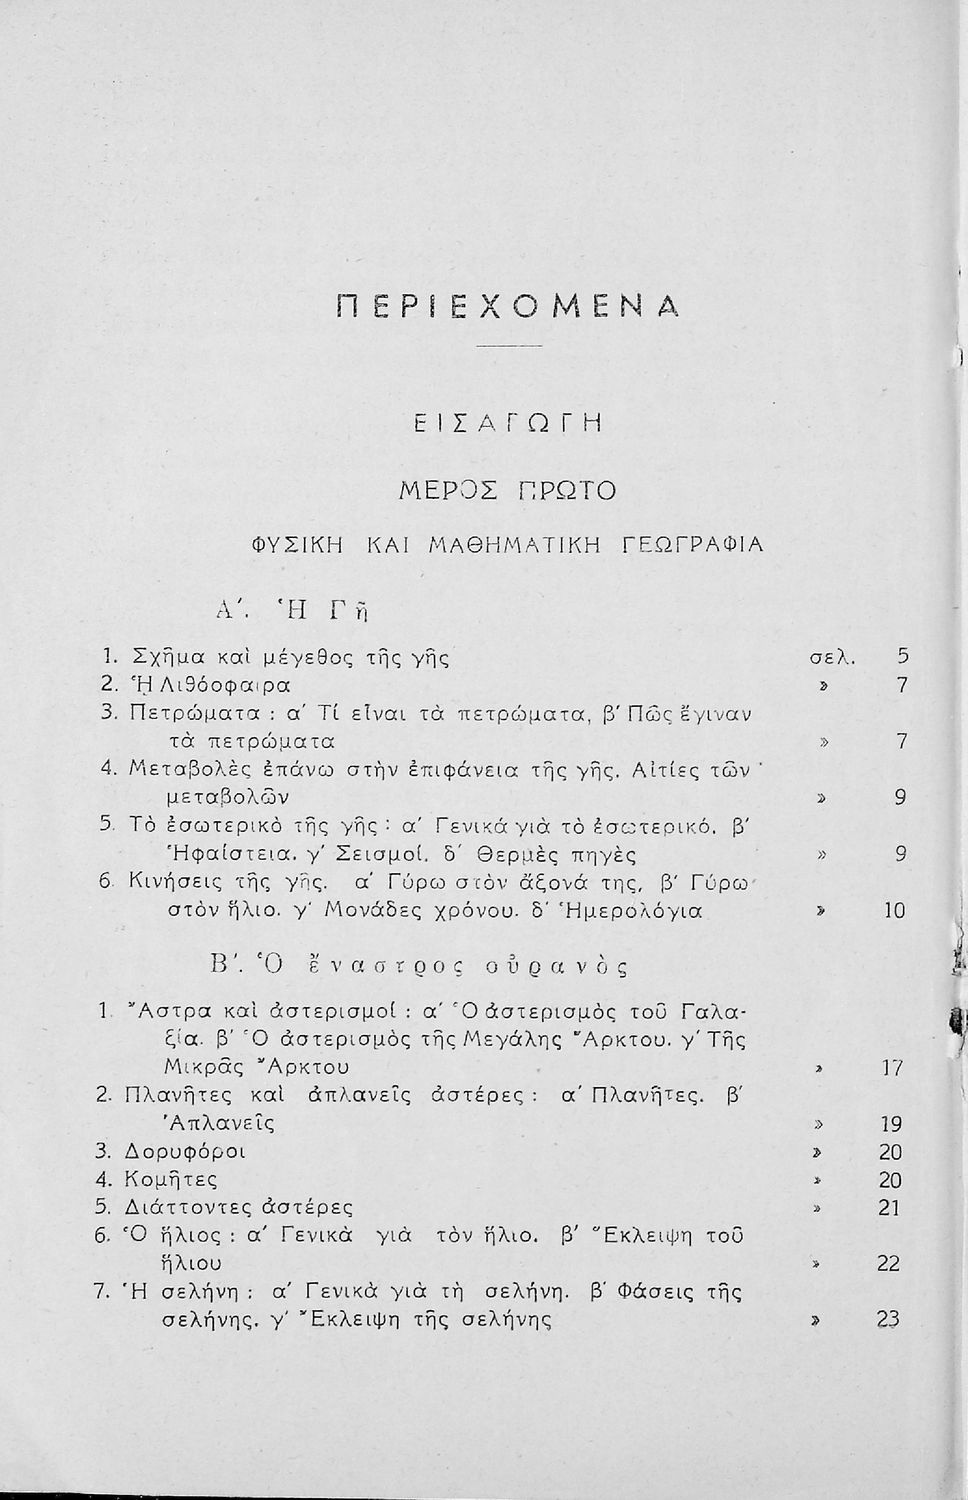 ΠΕΡΙΕΧΟΜΕΝΑ
ΕΙΣΑΓΩΓΗ
ΜΕΡΟΣ ΠΡΩΤΟ
ΦΥΣΙΚΗ ΚΑΙ ΜΑΘΗΜΑΤΙΚΗ ΓΕΩΓΡΑΦΙΑ
Α΄. Ἡ Γῆ
1. Σχῆμα καὶ μέγεθος τῆς γῆς σελ. 5
2. Ἡ Λιθόσφαιρα » 7
3. Πετρώματα : α΄ Τί εἶναι τὰ πετρώματα, β΄ Πῶς ἔγιναν
τὰ πετρώματα » 7
4. Μεταβολὲς ἐπάνω στὴν ἐπιφάνεια τῆς γῆς. Αἰτίες τῶν
μεταβολῶν » 9
5. Τὸ ἐσωτερικὸ τῆς γῆς : α΄ Γενικά γιὰ τὸ ἐσωτερικό. β΄
Ἡφαίστεια. γ΄ Σεισμοί. δ΄ Θερμὲς πηγὲς » 9
6. Κινήσεις τῆς γῆς. α΄ Γύρω στὸν ἄξονά της, β΄ Γύρω
στὸν ἥλιο. γ΄ Μονάδες χρόνου. δ΄ Ἡμερολόγια » 10
Β΄. Ὁ ἔναστρος οὐρανὸς
1. Ἄστρα καὶ ἀστερισμοί : α΄ Ὁ ἀστερισμὸς τοῦ Γαλα-
ξία. β΄ Ὁ ἀστερισμὸς τῆς Μεγάλης Ἄρκτου. γ΄ Τῆς
Μικρᾶς Ἄρκτου » 17
2. Πλανῆτες καὶ ἀπλανεῖς ἀστέρες : α΄ Πλανῆτες. β΄
Ἀπλανεῖς » 19
3. Δορυφόροι » 20
4. Κομῆτες » 20
5. Διάττοντες ἀστέρες » 21
6. Ὁ ἥλιος : α΄ Γενικὰ γιὰ τὸν ἥλιο. β΄ Ἔκλειψη τοῦ
ἥλιου » 22
7. Ἡ σελήνη : α΄ Γενικὰ γιὰ τὴ σελήνη. β΄ Φάσεις τῆς
σελήνης. γ΄ Ἔκλειψη τῆς σελήνης » 23